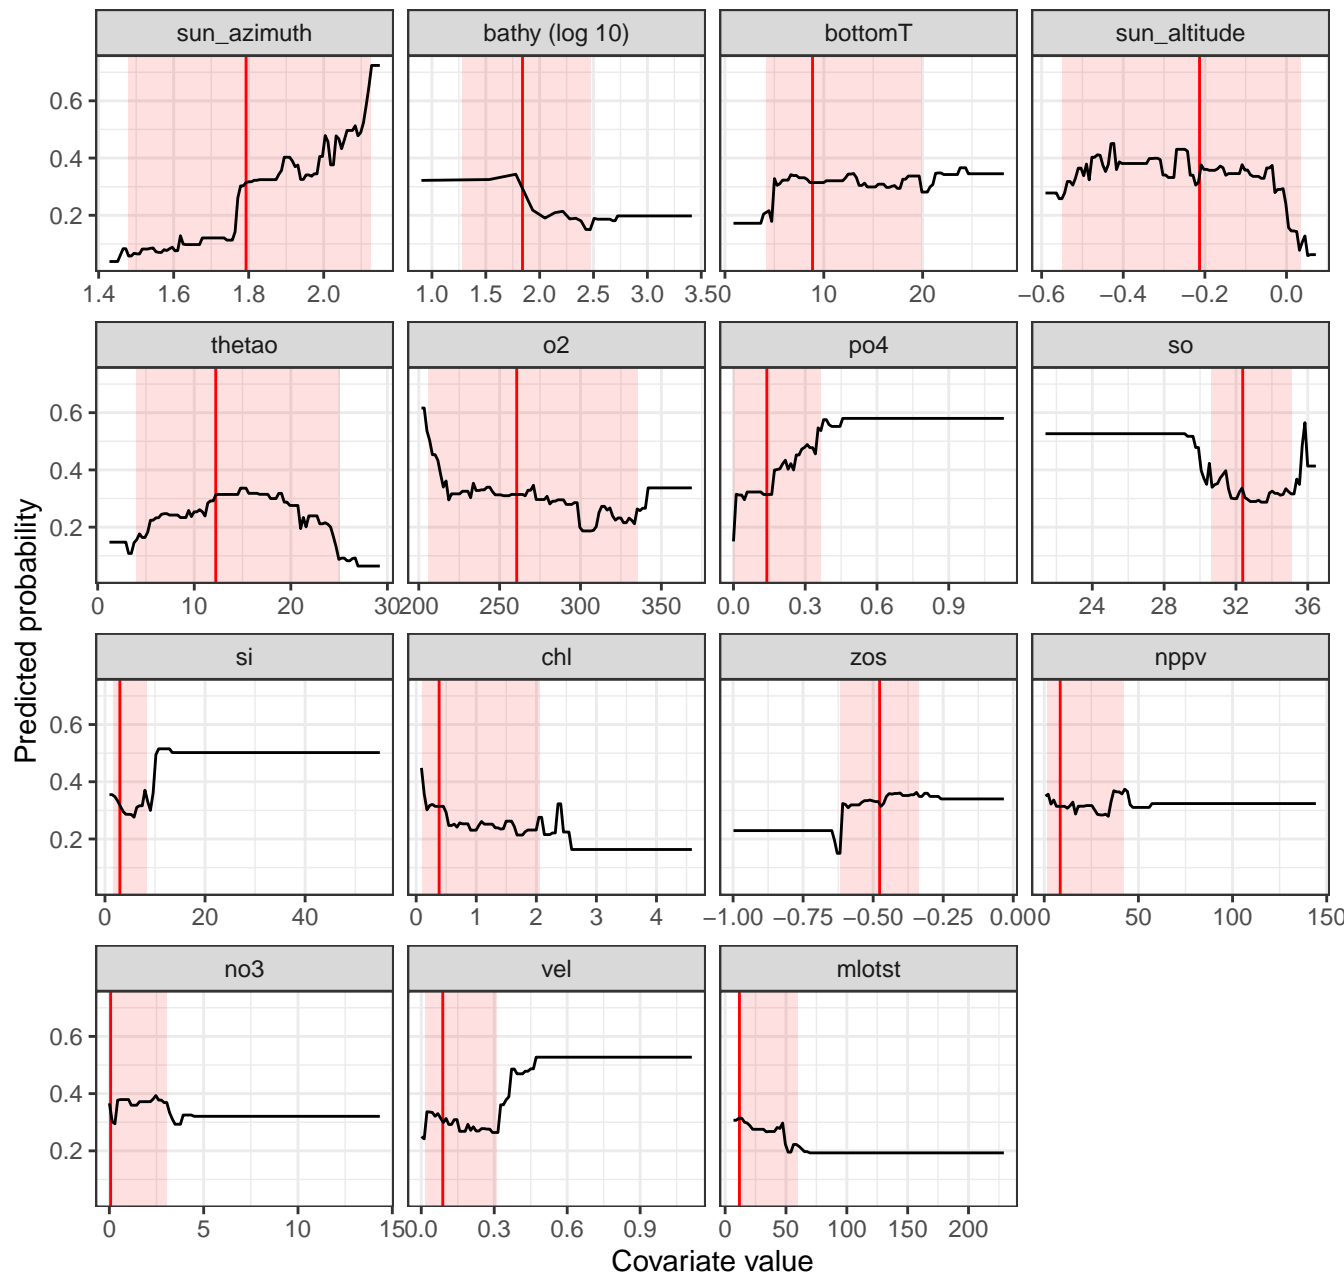 sun_azimuth bathy (log 10) bottomT sun_altitude
0.6
0.4
0.2
1.4 1.6 1.8 2.0 1.0 1.5 2.0 2.5 3.0 3.50 10 20 −0.6 −0.4 −0.2 0.0
thetao o2 po4 so
0.6
0.4
0.2
0 10 20 30 200 250 300 350 0.0 0.3 0.6 0.9 24 28 32 36
si chl zos nppv
0.6
0.4
0.2
0 20 40 0 1 2 3 4 −1.00 −0.75 −0.50 −0.25 0.00 0 50 100 150
no3 vel mlotst
0.6
0.4
0.2
0 5 10 15 0.0 0.3 0.6 0.9 0 50 100 150 200
Covariate value
Predicted probability